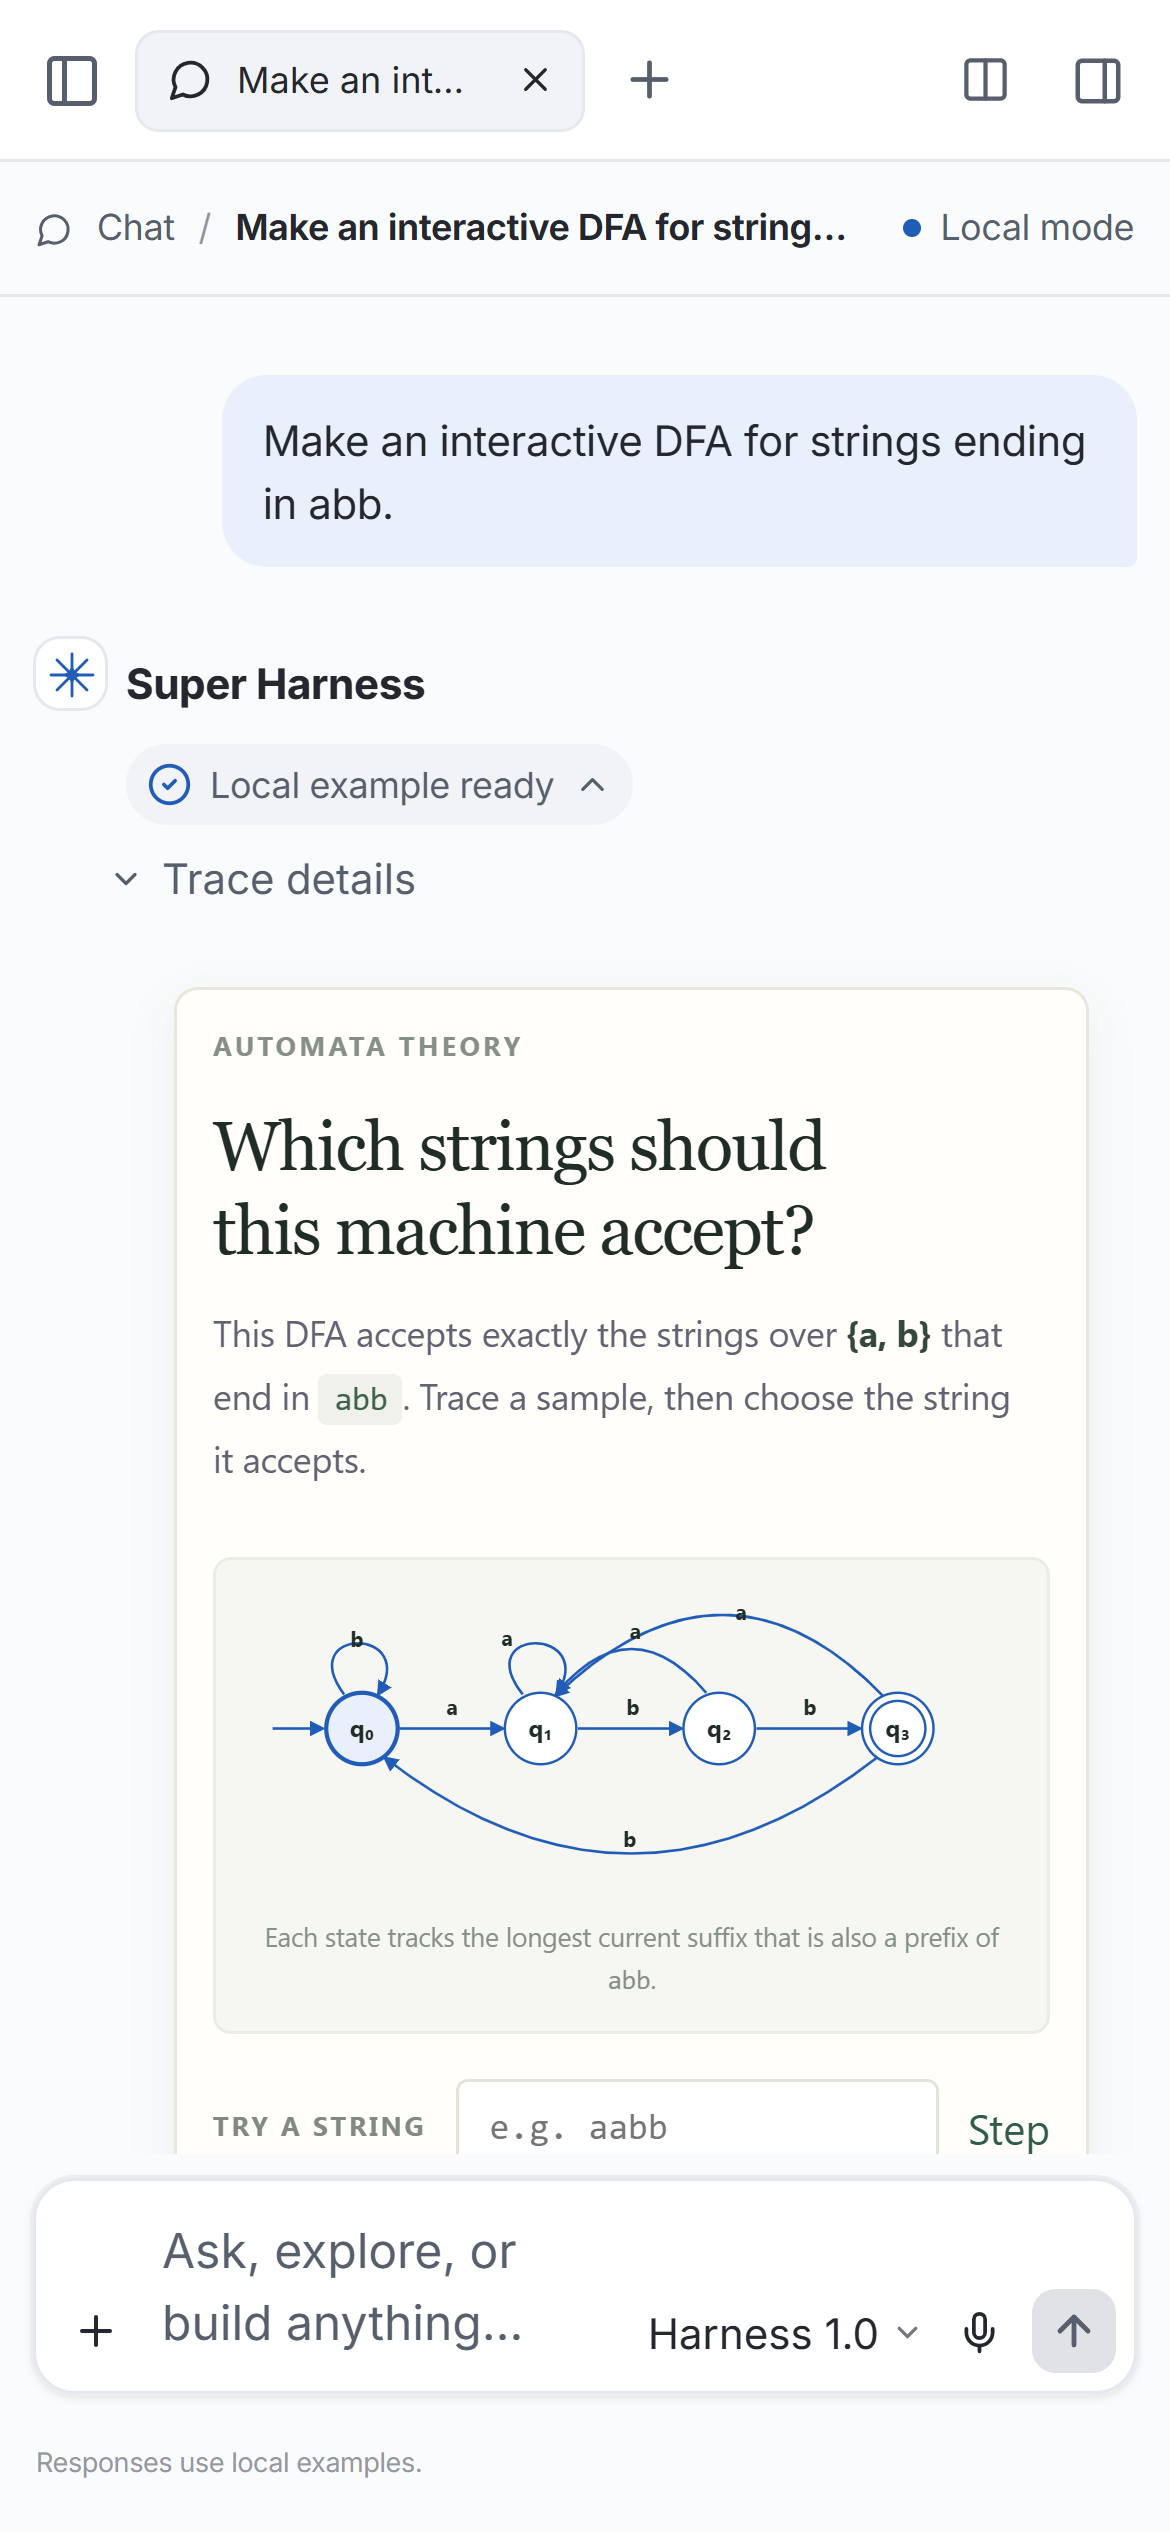 Make an int...
Chat / Make an interactive DFA for string... Local mode
Make an interactive DFA for strings ending
in abb.
Super Harness
Local example ready
Trace details
AUTOMATA THEORY
Which strings should
this machine accept?
This DFA accepts exactly the strings over {a, b} that
end in abb. Trace a sample, then choose the string
it accepts.
a
b a a
a b b
q₀ q₁ q₂ q₃
b
Each state tracks the longest current suffix that is also a prefix of
abb.
TRY A STRING e.g. aabb Step
Ask, explore, or
build anything...
Harness 1.0
Responses use local examples.